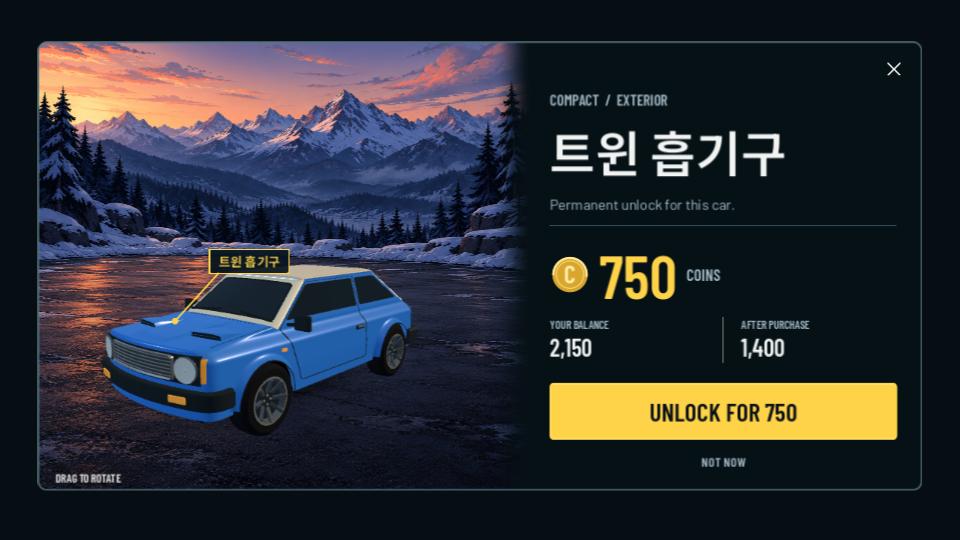 COMPACT / EXTERIOR
트윈 흡기구
Permanent unlock for this car.
C 750 COINS
YOUR BALANCE
2,150
AFTER PURCHASE
1,400
UNLOCK FOR 750
NOT NOW
트윈 흡기구
DRAG TO ROTATE